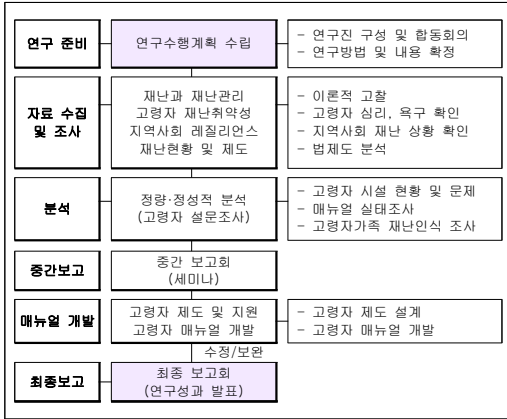 연구 준비
연구수행계획 수립
- 연구진 구성 및 합동회의
- 연구방법 및 내용 확정
자료 수집
및 조사
재난과 재난관리
고령자 재난취약성
지역사회 레질리언스
재난현황 및 제도
- 이론적 고찰
- 고령자 심리, 욕구 확인
- 지역사회 재난 상황 확인
- 법제도 분석
분석
정량·정성적 분석
(고령자 설문조사)
- 고령자 시설 현황 및 문제
- 매뉴얼 실태조사
- 고령자가족 재난인식 조사
중간보고
중간 보고회
(세미나)
매뉴얼 개발
고령자 제도 및 지원
고령자 매뉴얼 개발
- 고령자 제도 설계
- 고령자 매뉴얼 개발
수정/보완
최종보고
최종 보고회
(연구성과 발표)